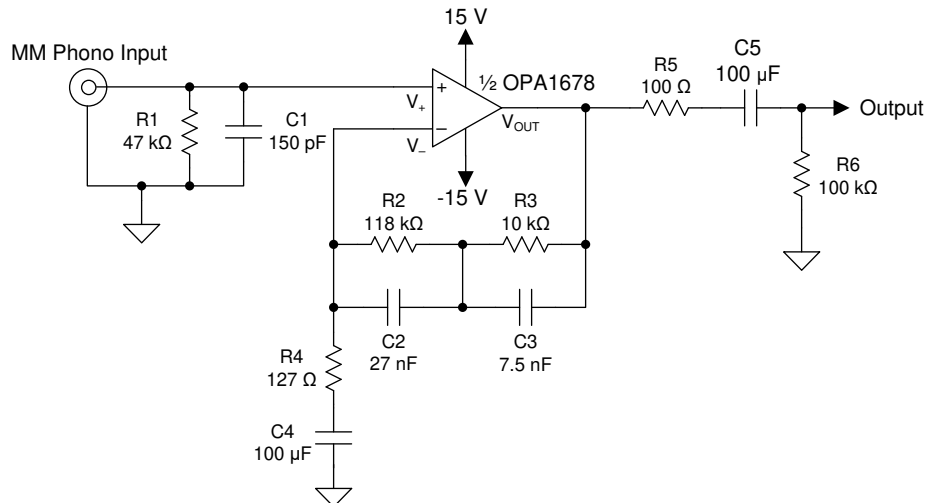 15 V
MM Phono Input
C5
100 µF
½ OPA1678
R5
100 Ω
+
V+
Output
R1
47 kΩ
C1
150 pF
VOUT
–
V–
-15 V
R6
100 kΩ
R2
118 kΩ
R3
10 kΩ
C2
27 nF
C3
7.5 nF
R4
127 Ω
C4
100 µF